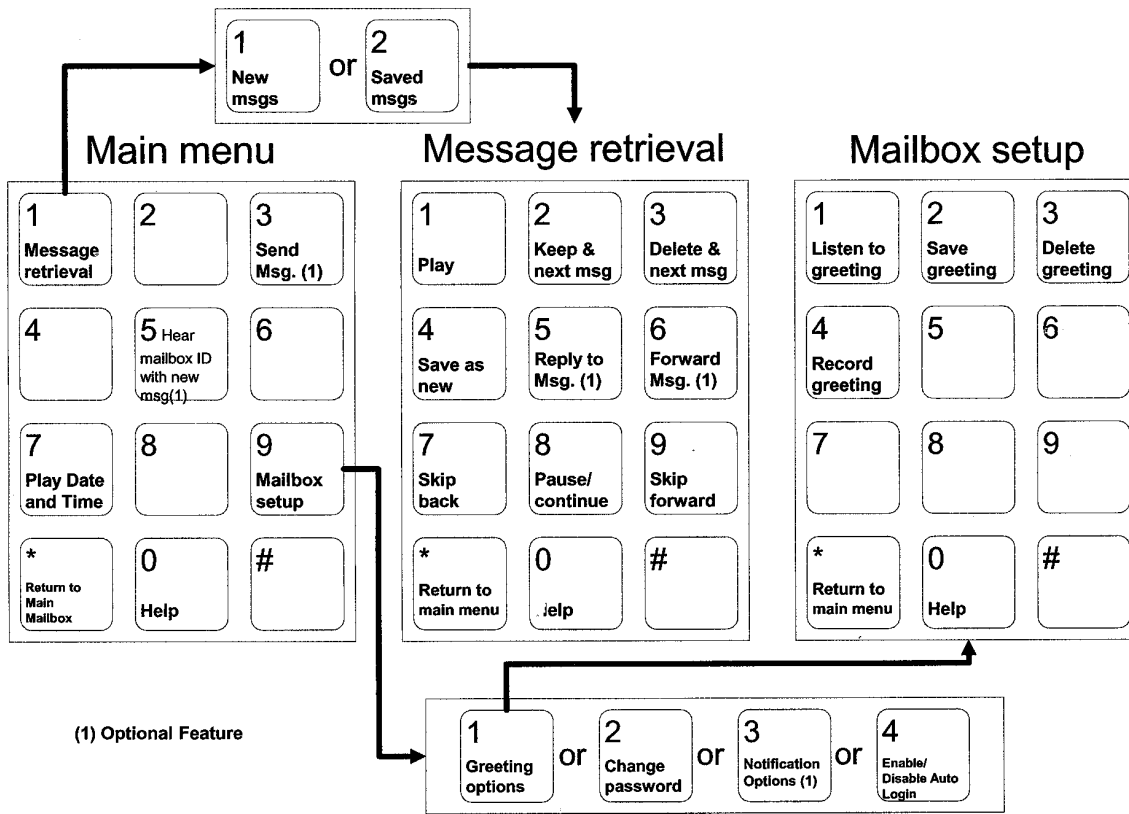 1
New
msgs
or
2
Saved
msgs
Main menu
1
Message
retrieval
2
3
Send
Msg. (1)
4
5 Hear
mailbox ID
with new
msg(1)
6
7
Play Date
and Time
8
9
Mailbox
setup
*
Return to
Main
Mailbox
0
Help
#
Message retrieval
1
Play
2
Keep &
next msg
3
Delete &
next msg
4
Save as
new
5
Reply to
Msg. (1)
6
Forward
Msg. (1)
7
Skip
back
8
Pause/
continue
9
Skip
forward
*
Return to
main menu
0
elp
#
Mailbox setup
1
Listen to
greeting
2
Save
greeting
3
Delete
greeting
4
Record
greeting
5
6
7
8
9
*
Return to
main menu
0
Help
#
(1) Optional Feature
1
Greeting
options
or
2
Change
password
or
3
Notification
Options (1)
or
4
Enable/
Disable Auto
Login